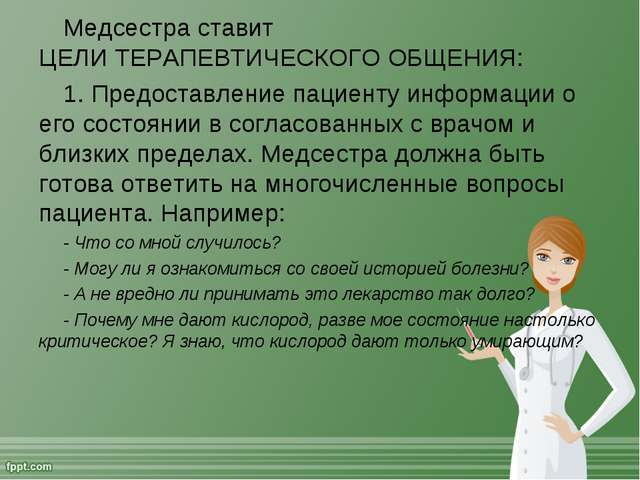 Медсестра ставит
ЦЕЛИ ТЕРАПЕВТИЧЕСКОГО ОБЩЕНИЯ:
1. Предоставление пациенту информации о
его состоянии в согласованных с врачом и
близких пределах. Медсестра должна быть
готова ответить на многочисленные вопросы
пациента. Например:
- Что со мной случилось?
- Могу ли я ознакомиться со своей историей болезни?
- А не вредно ли принимать это лекарство так долго?
- Почему мне дают кислород, разве мое состояние настолько
критическое? Я знаю, что кислород дают только умирающим?
fppt.com